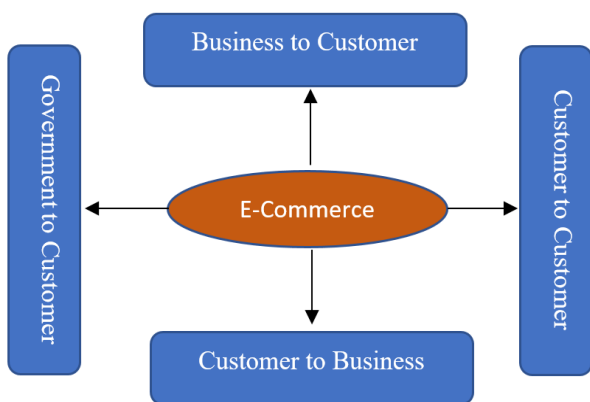 Business to Customer
Government to Customer
E-Commerce
Customer to Customer
Customer to Business